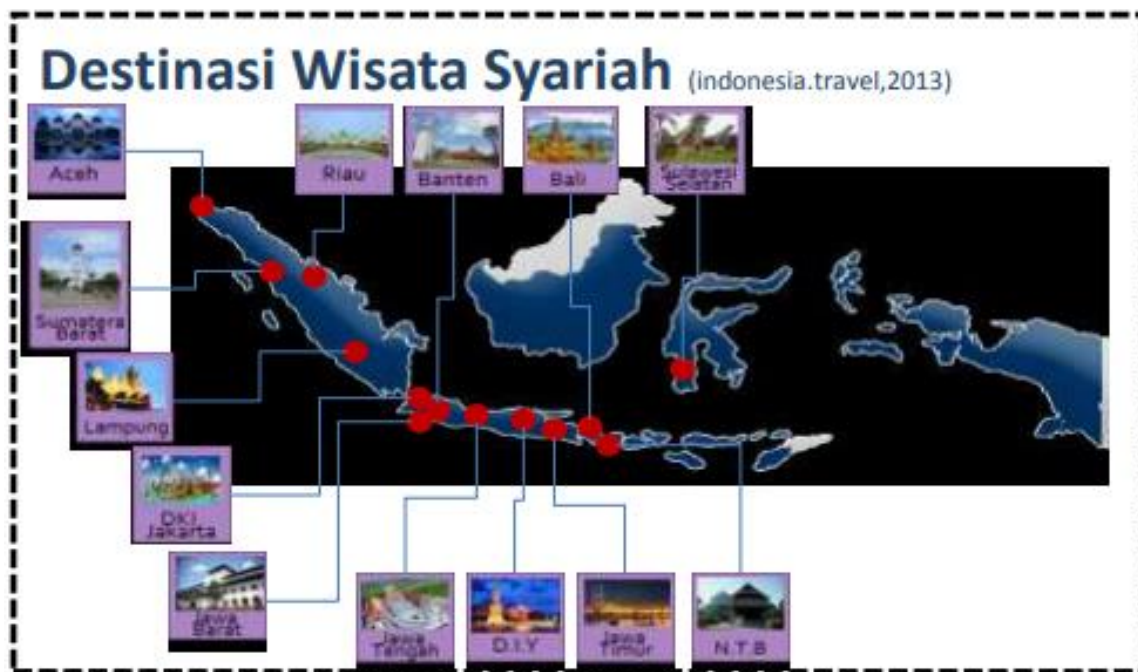 Destinasi Wisata Syariah (indonesia.travel,2013)
Aceh
Riau
Banten
Bali
Sulawesi
Selatan
Sumatera
Barat
Lampung
DKI
Jakarta
Jawa
Barat
Jawa
Tengah
D.I.Y
Jawa
Timur
N.T.B